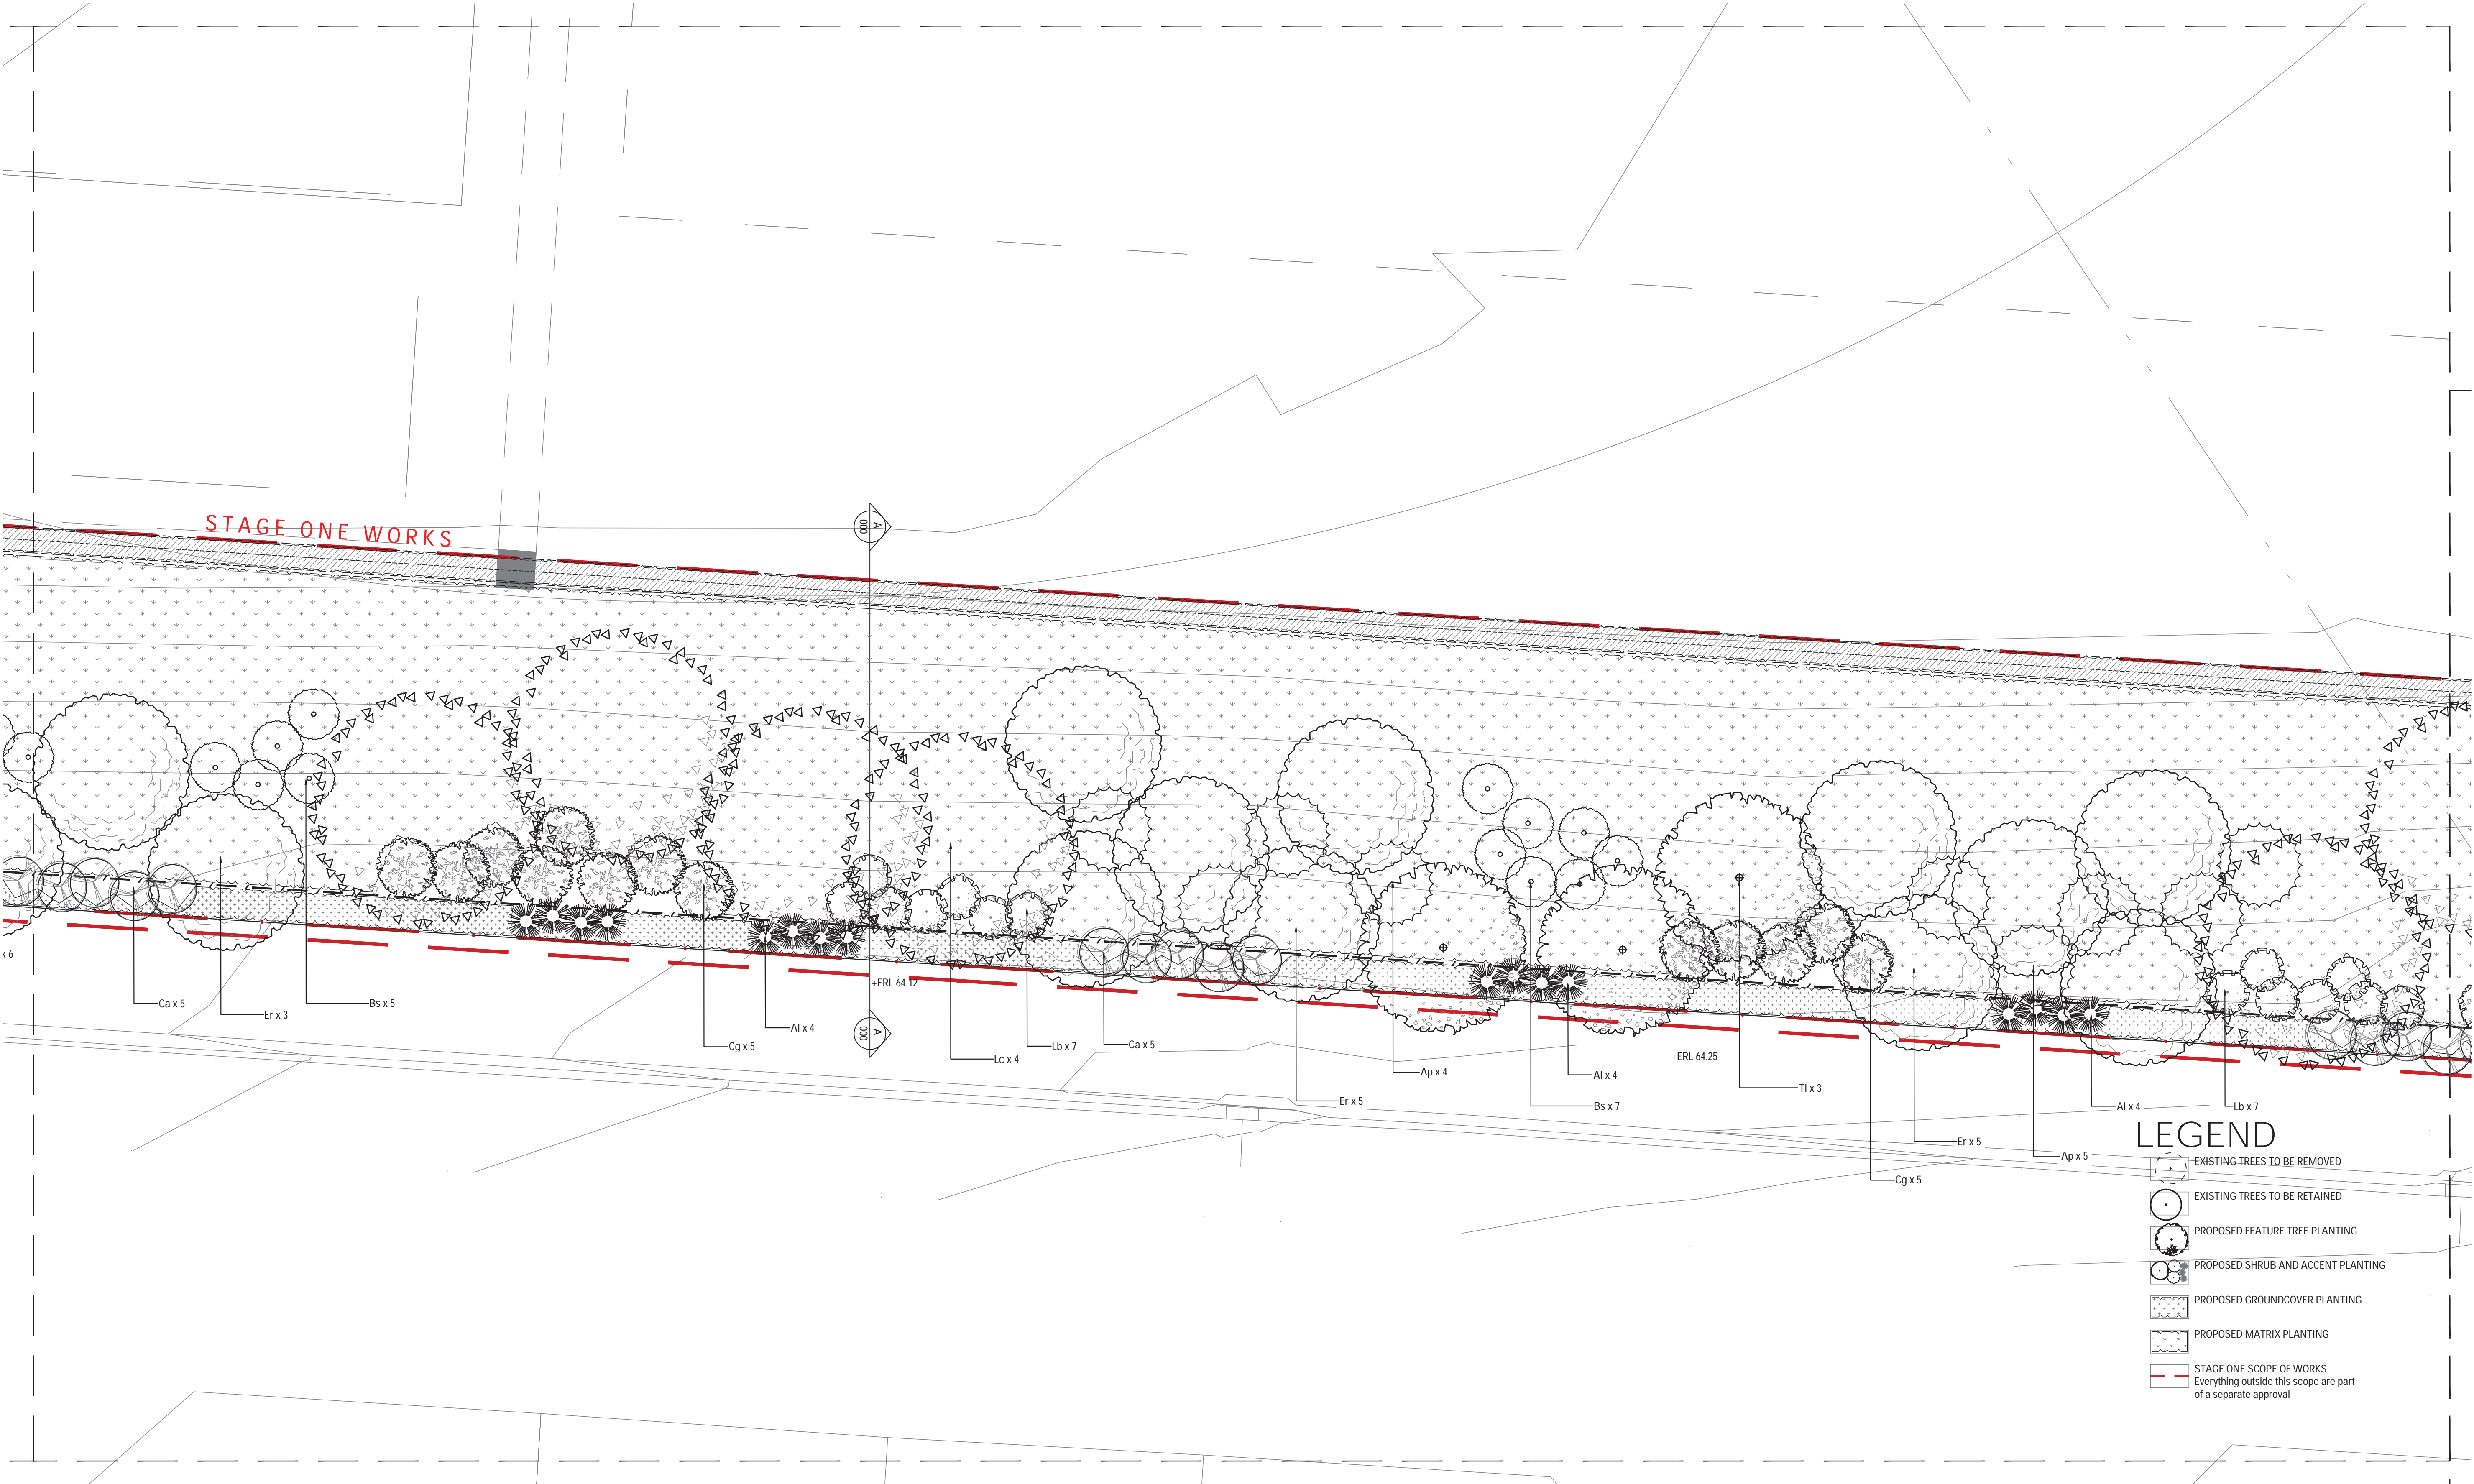 STAGE ONE WORKS
A
000
x 6
Ca x 5
Er x 3
Bs x 5
Cg x 5
Al x 4
+ERL 64.12
A
000
Lc x 4
Lb x 7
Ca x 5
Er x 5
Ap x 4
Bs x 7
Al x 4
+ERL 64.25
Tl x 3
Cg x 5
Er x 5
Ap x 5
Al x 4
Lb x 7
LEGEND
EXISTING TREES TO BE REMOVED
EXISTING TREES TO BE RETAINED
PROPOSED FEATURE TREE PLANTING
PROPOSED SHRUB AND ACCENT PLANTING
PROPOSED GROUNDCOVER PLANTING
PROPOSED MATRIX PLANTING
STAGE ONE SCOPE OF WORKS
Everything outside this scope are part
of a separate approval